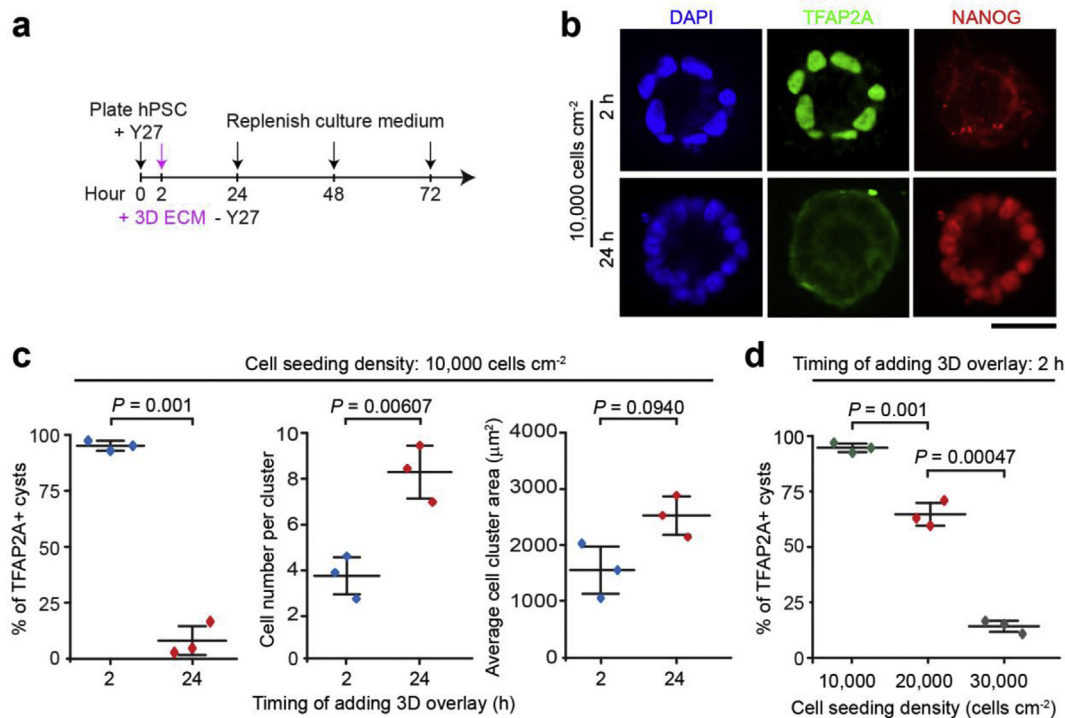 a
Plate hPSC
+ Y27
Replenish culture medium
Hour 0 2 24 48 72
+ 3D ECM - Y27
b
DAPI TFAP2A NANOG
10,000 cells cm-2
2 h
24 h
c
Cell seeding density: 10,000 cells cm-2
P = 0.001
% of TFAP2A+ cysts
100
75
50
25
0
2 24
P = 0.00607
Cell number per cluster
10
8
6
4
2
0
2 24
P = 0.0940
Average cell cluster area (μm2)
4000
3000
2000
1000
0
2 24
Timing of adding 3D overlay (h)
d
Timing of adding 3D overlay: 2 h
P = 0.001
P = 0.00047
% of TFAP2A+ cysts
100
75
50
25
0
10,000 20,000 30,000
Cell seeding density (cells cm-2)